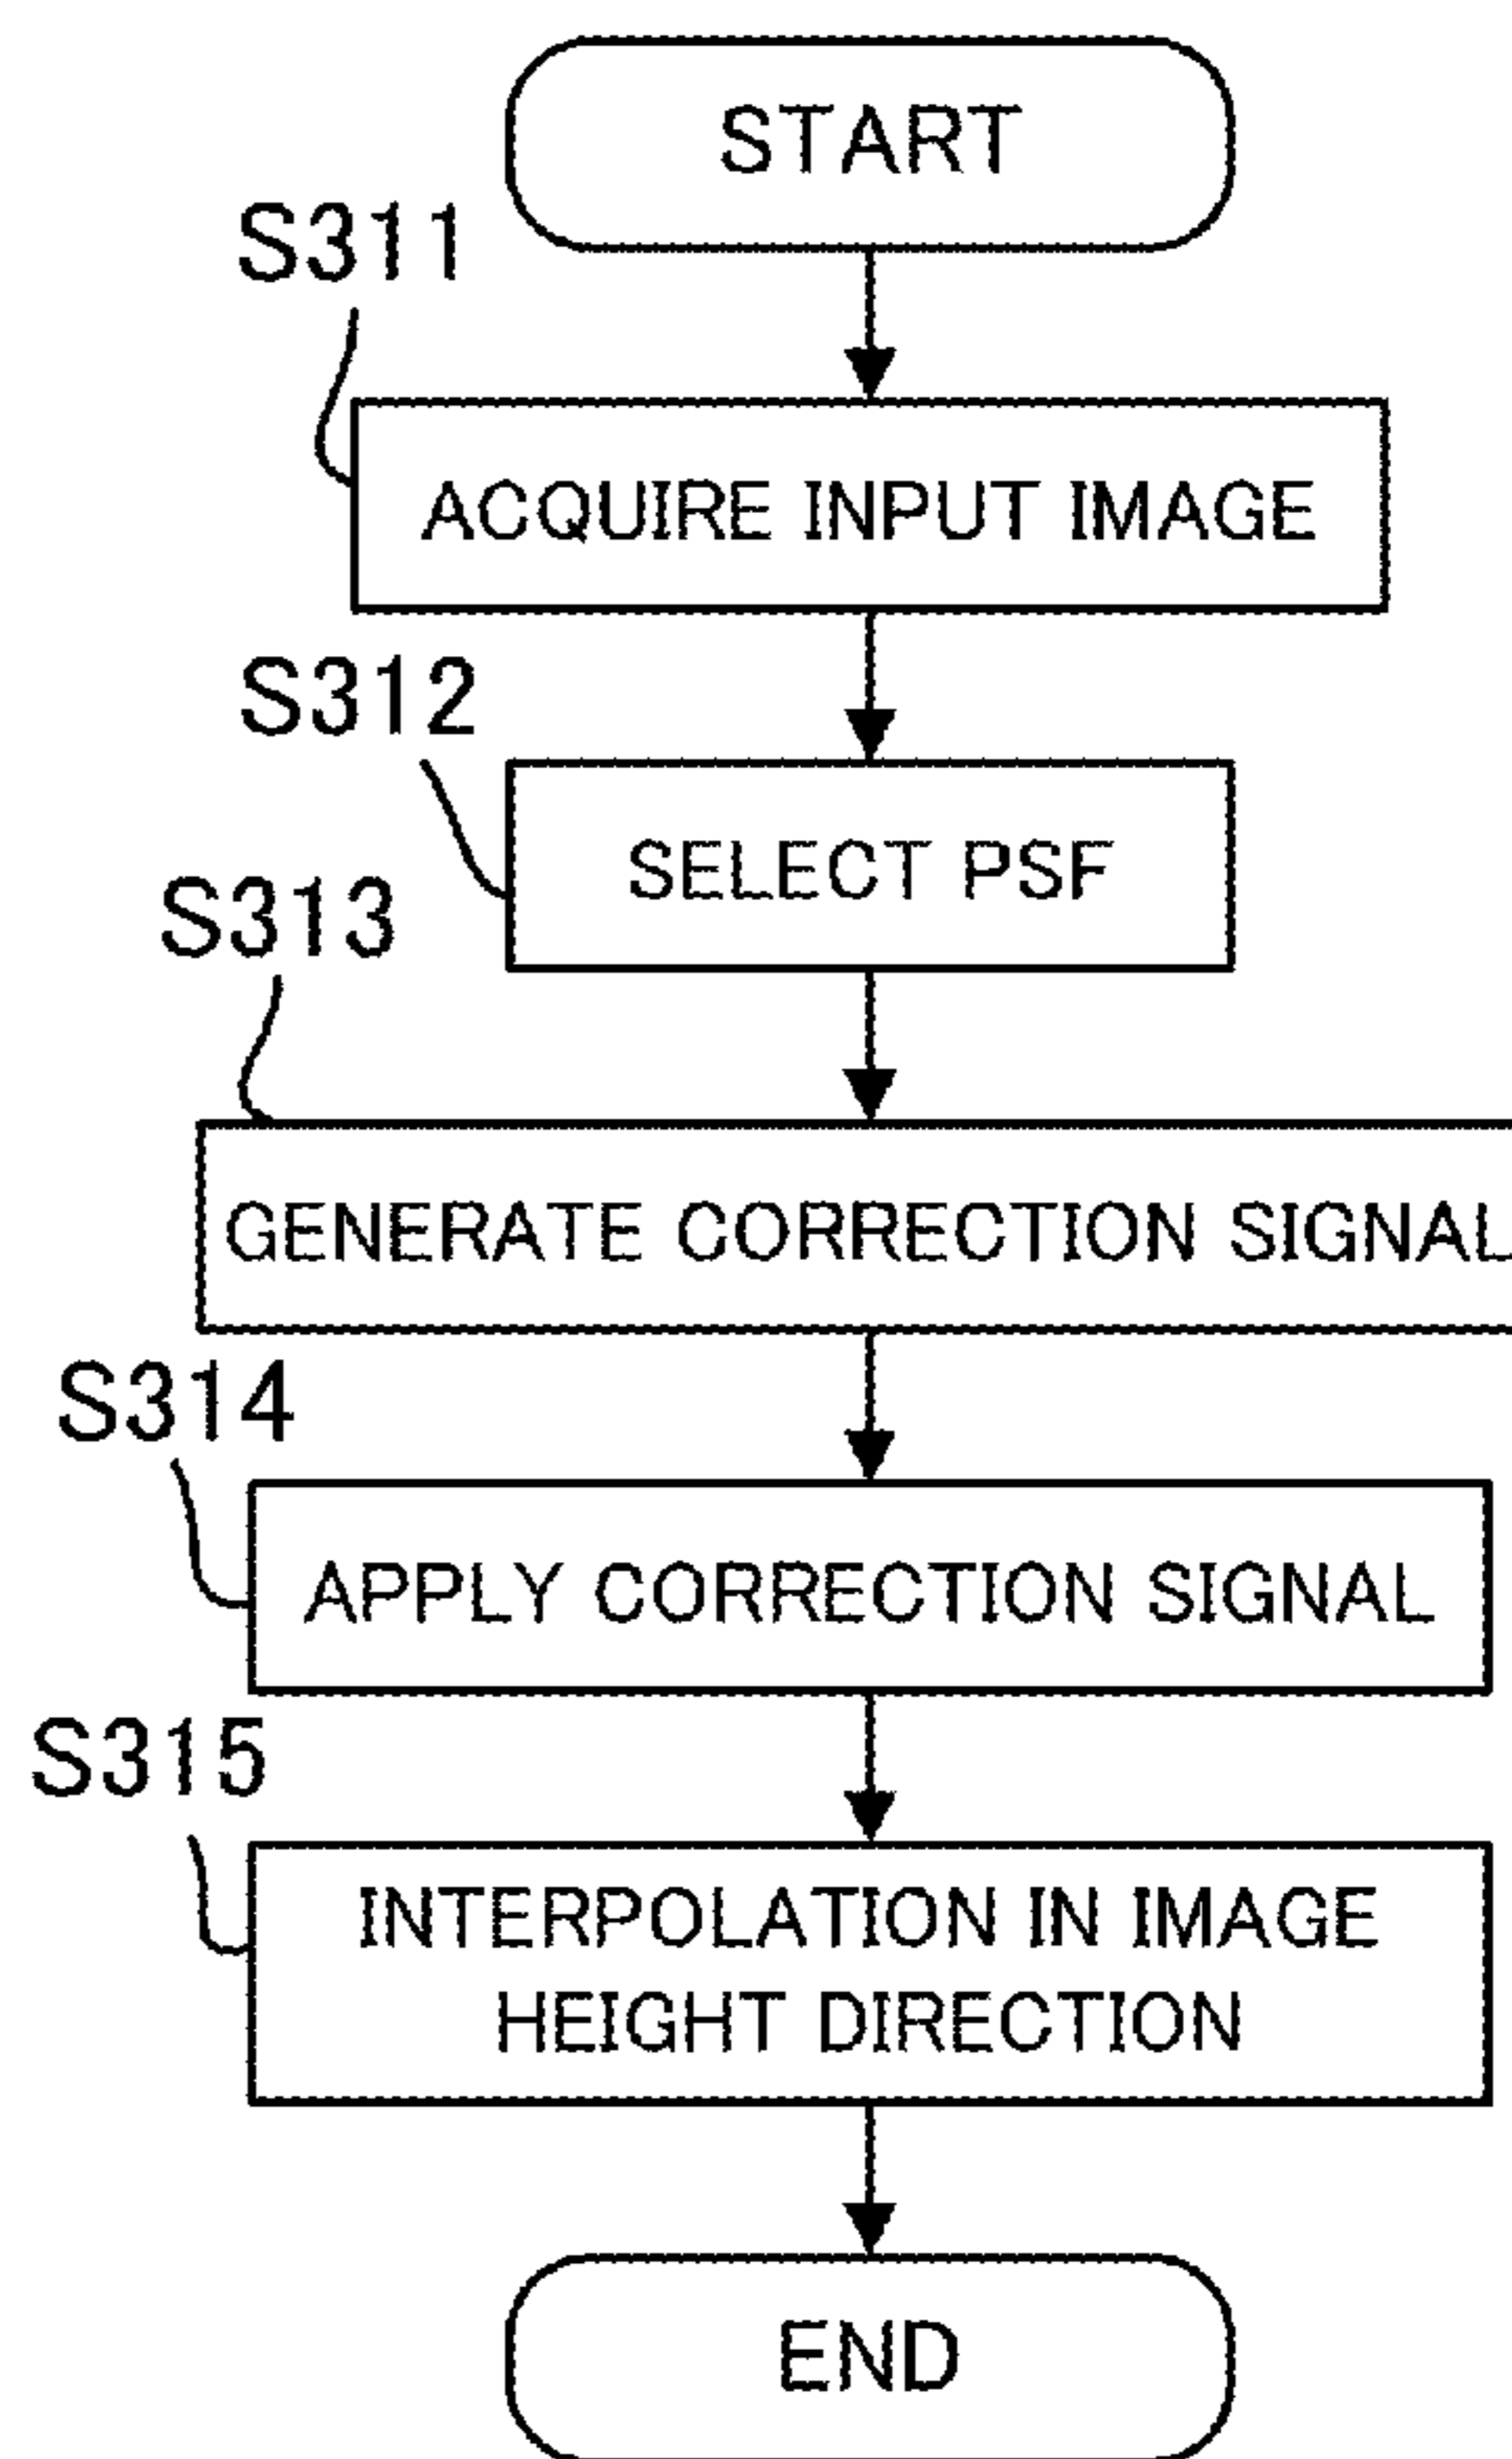 START
S311
ACQUIRE INPUT IMAGE
S312
SELECT PSF
S313
GENERATE CORRECTION SIGNAL
S314
APPLY CORRECTION SIGNAL
S315
INTERPOLATION IN IMAGE
HEIGHT DIRECTION
END